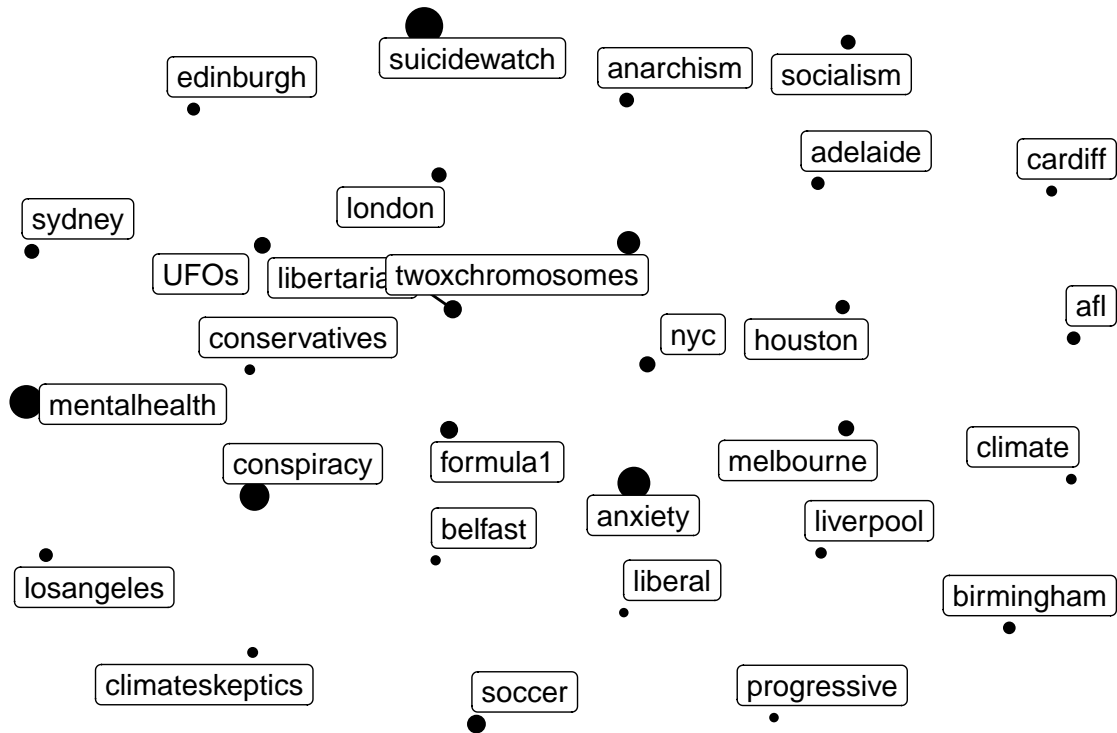 suicidewatch
edinburgh
anarchism
socialism
adelaide
cardiff
london
sydney
UFOs
libertaria
twoxchromosomes
afl
conservatives
nyc
houston
mentalhealth
conspiracy
formula1
melbourne
climate
anxiety
liverpool
belfast
losangeles
liberal
birmingham
climateskeptics
soccer
progressive